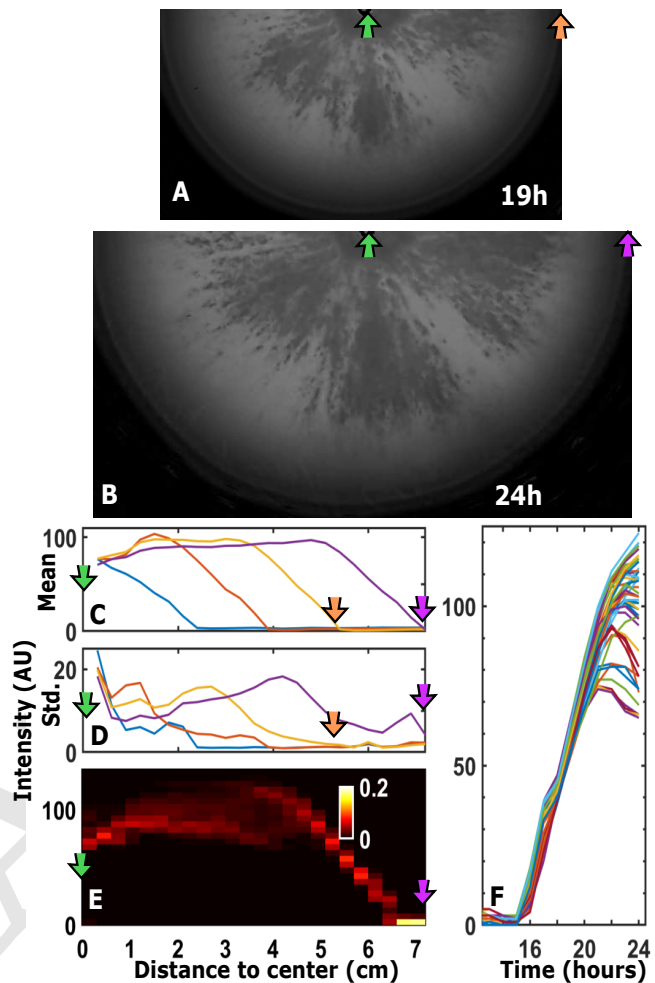 A
19h
B
24h
100
Mean
0
C
20
Std.
0
D
Intensity (AU)
100
0.2
0
E
0
0 1 2 3 4 5 6 7
Distance to center (cm)
100
50
0
F
16 20 24
Time (hours)